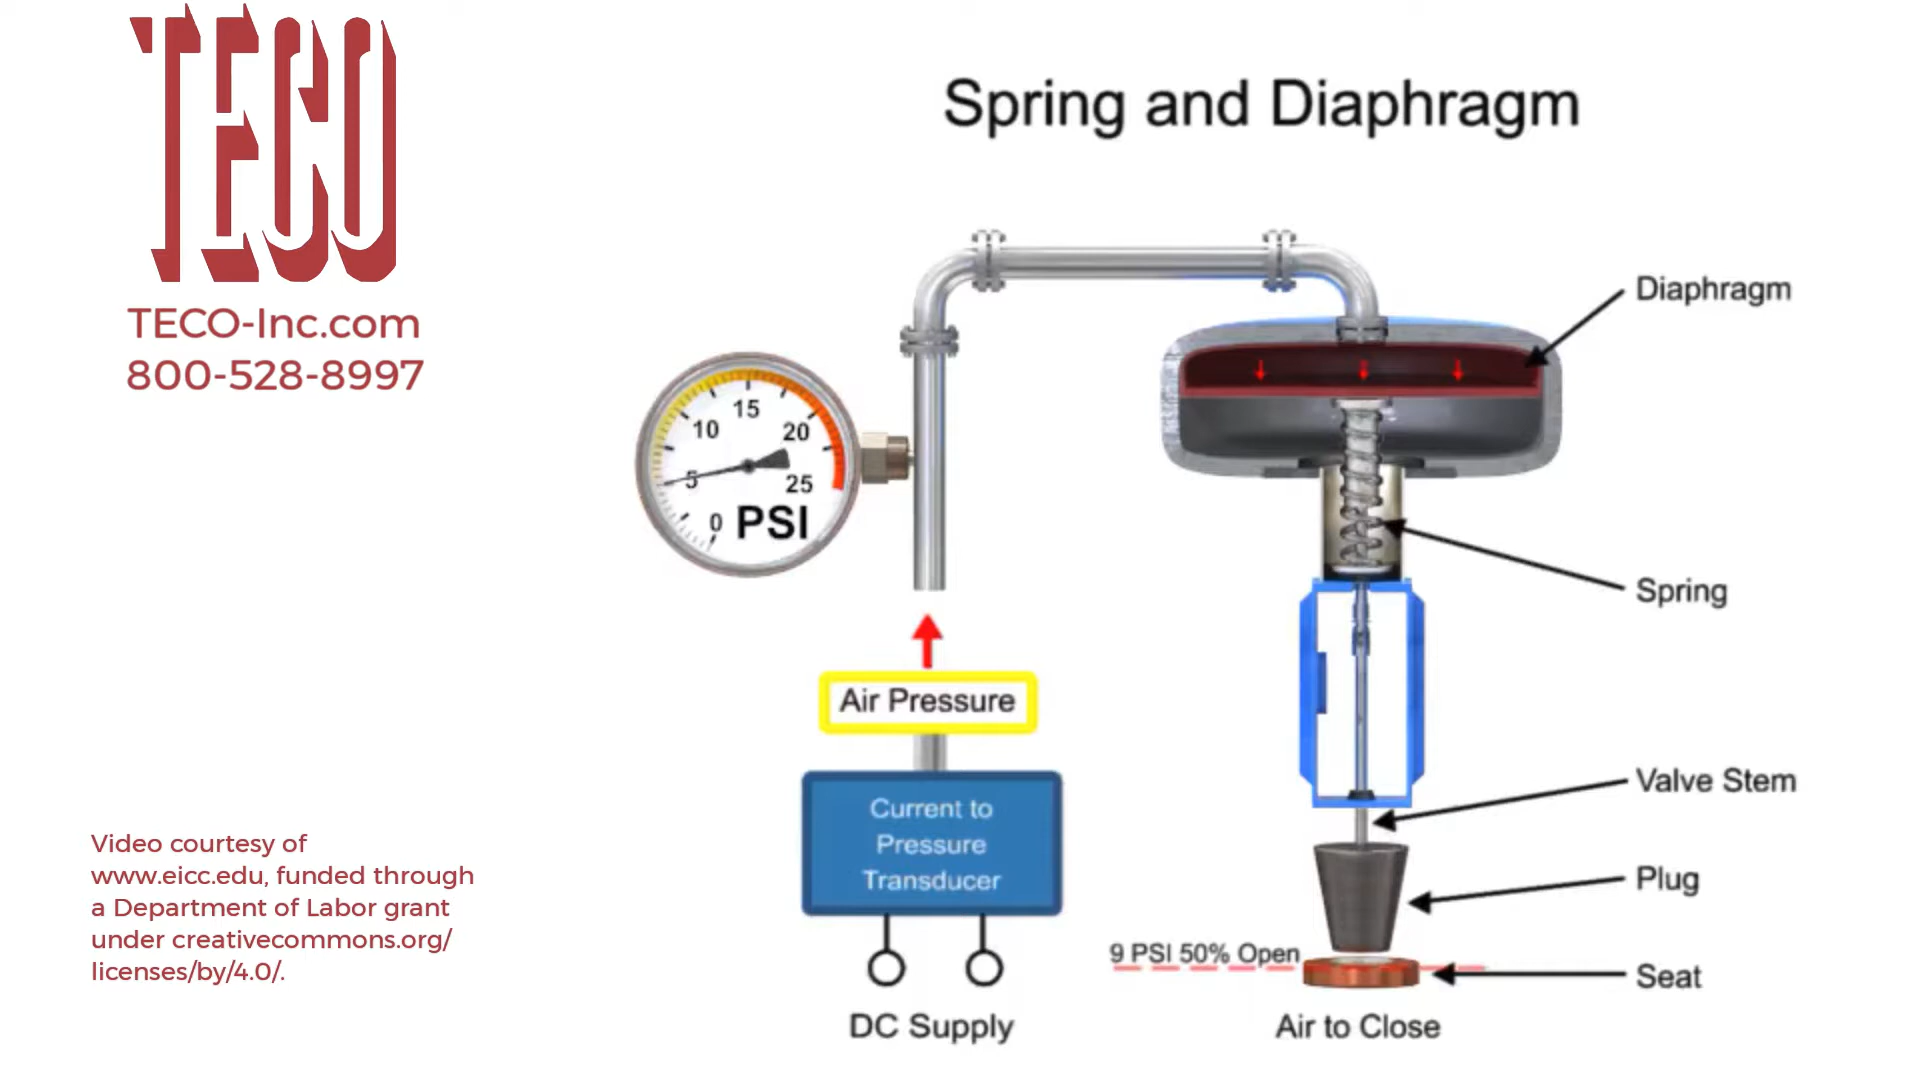 TECO
TECO-Inc.com
800-528-8997
Spring and Diaphragm
Diaphragm
0
5
10
15
20
25
PSI
Spring
Air Pressure
Current to
Pressure
Transducer
DC Supply
Valve Stem
Plug
9 PSI 50% Open
Seat
Air to Close
Video courtesy of
www.eicc.edu, funded through
a Department of Labor grant
under creativecommons.org/
licenses/by/4.0/.